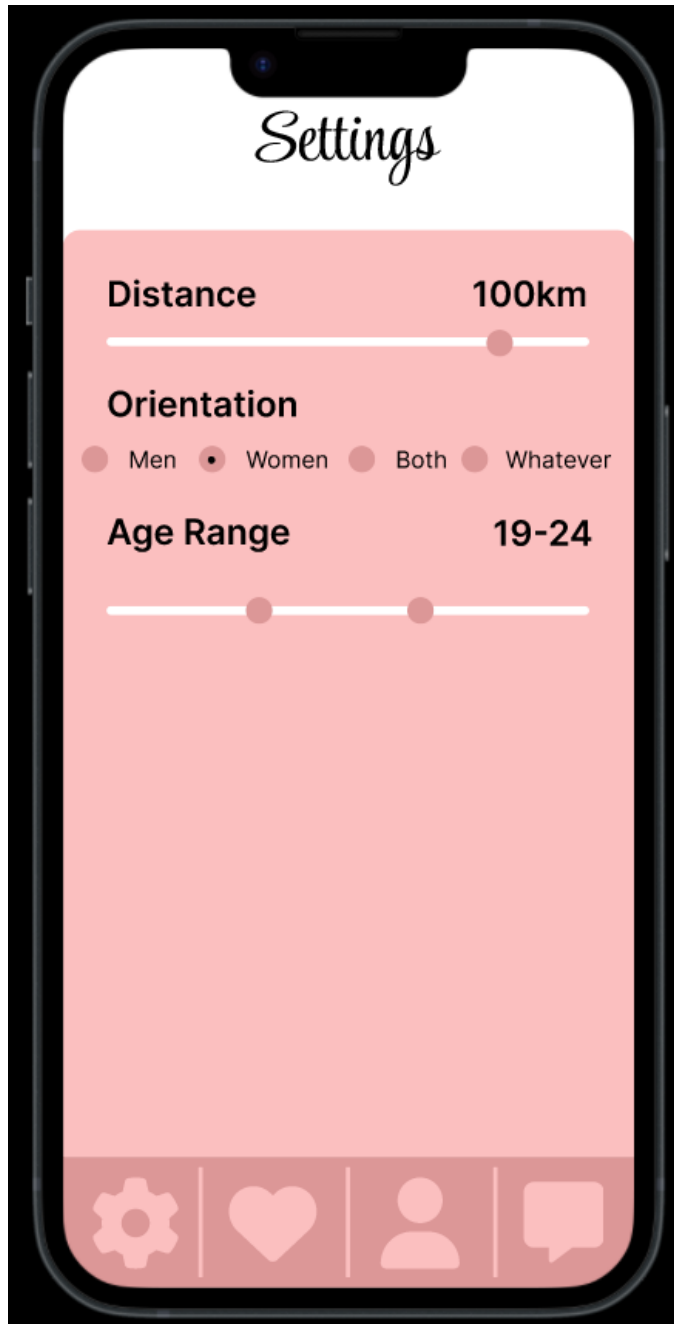 Settings
Distance 100km
Orientation
Men Women Both Whatever
Age Range 19-24